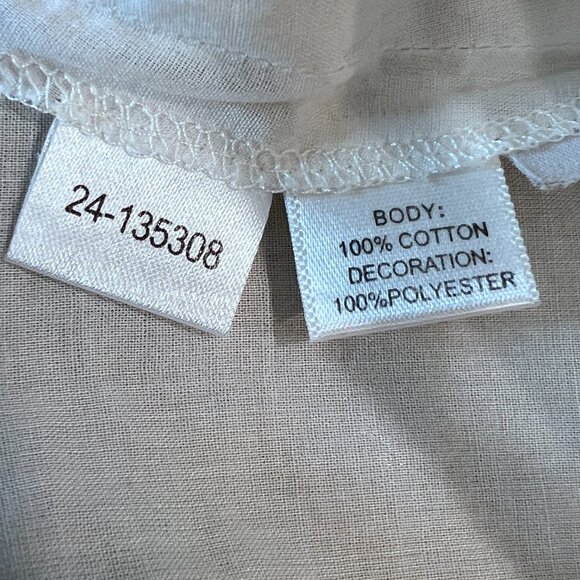 24-135308
BODY:
100% COTTON
DECORATION:
100%POLYESTER